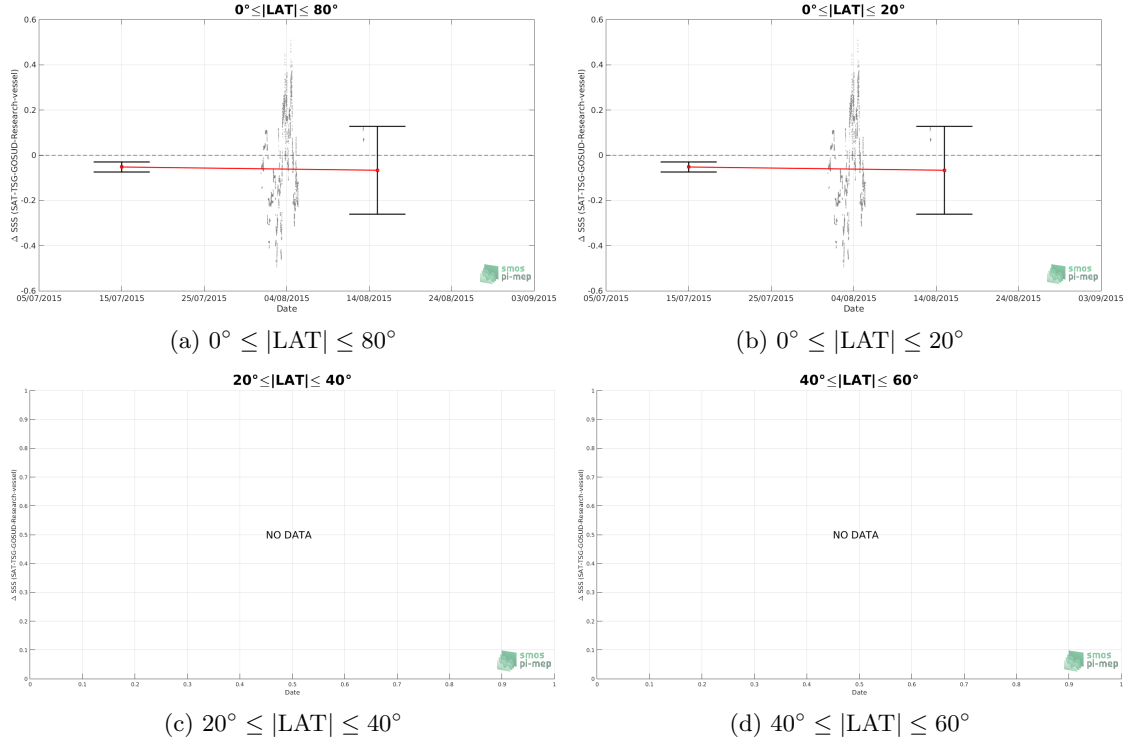 0°≤|LAT|≤ 80°
Δ SSS (SAT-TSG-GOSUD-Research-vessel)
0.6
0.4
0.2
0
-0.2
-0.4
-0.6
05/07/2015 15/07/2015 25/07/2015 04/08/2015 14/08/2015 24/08/2015 03/09/2015
Date
smos
pi-mep
(a) 0° ≤ |LAT| ≤ 80°
0°≤|LAT|≤ 20°
Δ SSS (SAT-TSG-GOSUD-Research-vessel)
0.6
0.4
0.2
0
-0.2
-0.4
-0.6
05/07/2015 15/07/2015 25/07/2015 04/08/2015 14/08/2015 24/08/2015 03/09/2015
Date
smos
pi-mep
(b) 0° ≤ |LAT| ≤ 20°
20°≤|LAT|≤ 40°
Δ SSS (SAT-TSG-GOSUD-Research-vessel)
1
0.9
0.8
0.7
0.6
0.5
0.4
0.3
0.2
0.1
0
NO DATA
0 0.1 0.2 0.3 0.4 0.5 0.6 0.7 0.8 0.9 1
Date
smos
pi-mep
(c) 20° ≤ |LAT| ≤ 40°
40°≤|LAT|≤ 60°
Δ SSS (SAT-TSG-GOSUD-Research-vessel)
1
0.9
0.8
0.7
0.6
0.5
0.4
0.3
0.2
0.1
0
NO DATA
0 0.1 0.2 0.3 0.4 0.5 0.6 0.7 0.8 0.9 1
Date
smos
pi-mep
(d) 40° ≤ |LAT| ≤ 60°